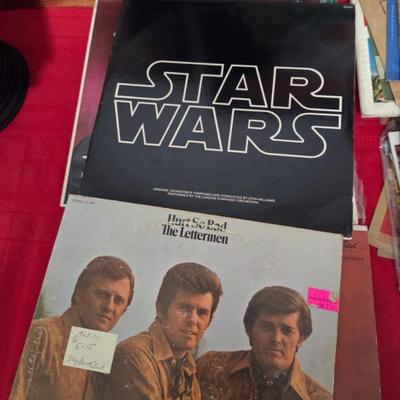 STAR
WARS
ORIGINAL SOUNDTRACK COMPOSED AND CONDUCTED BY JOHN WILLIAMS
PERFORMED BY THE LONDON SYMPHONY ORCHESTRA
Hurt So Bad
The Lettermen